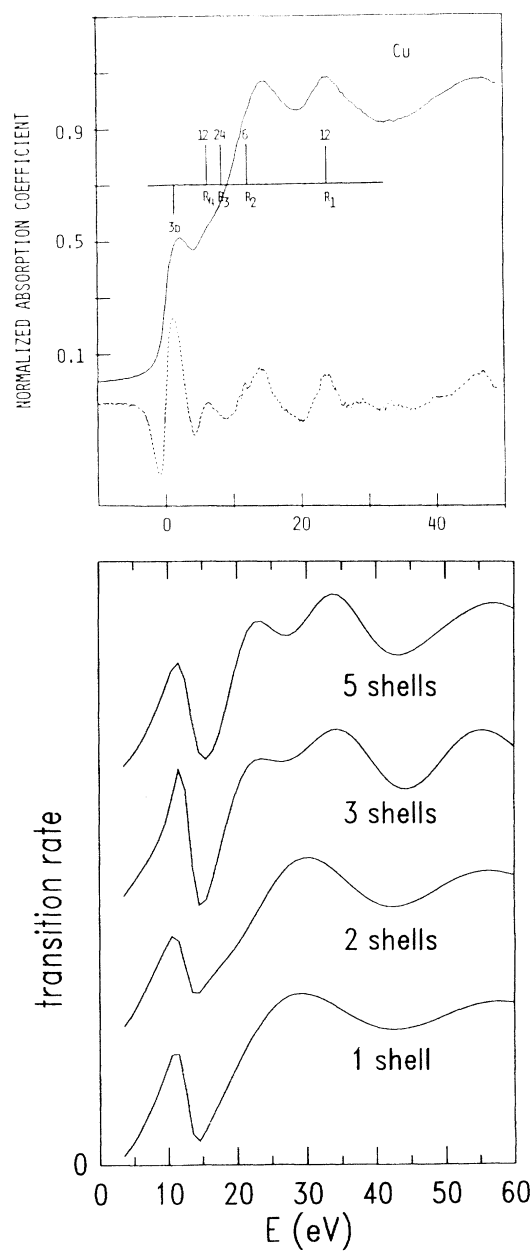 Cu
NORMALIZED ABSORPTION COEFFICIENT
0.9
0.5
0.1
12 24 6 12
R4 R3 R2 R1
3D
0 20 40
5 shells
3 shells
2 shells
1 shell
transition rate
0
0 10 20 30 40 50 60
E (eV)